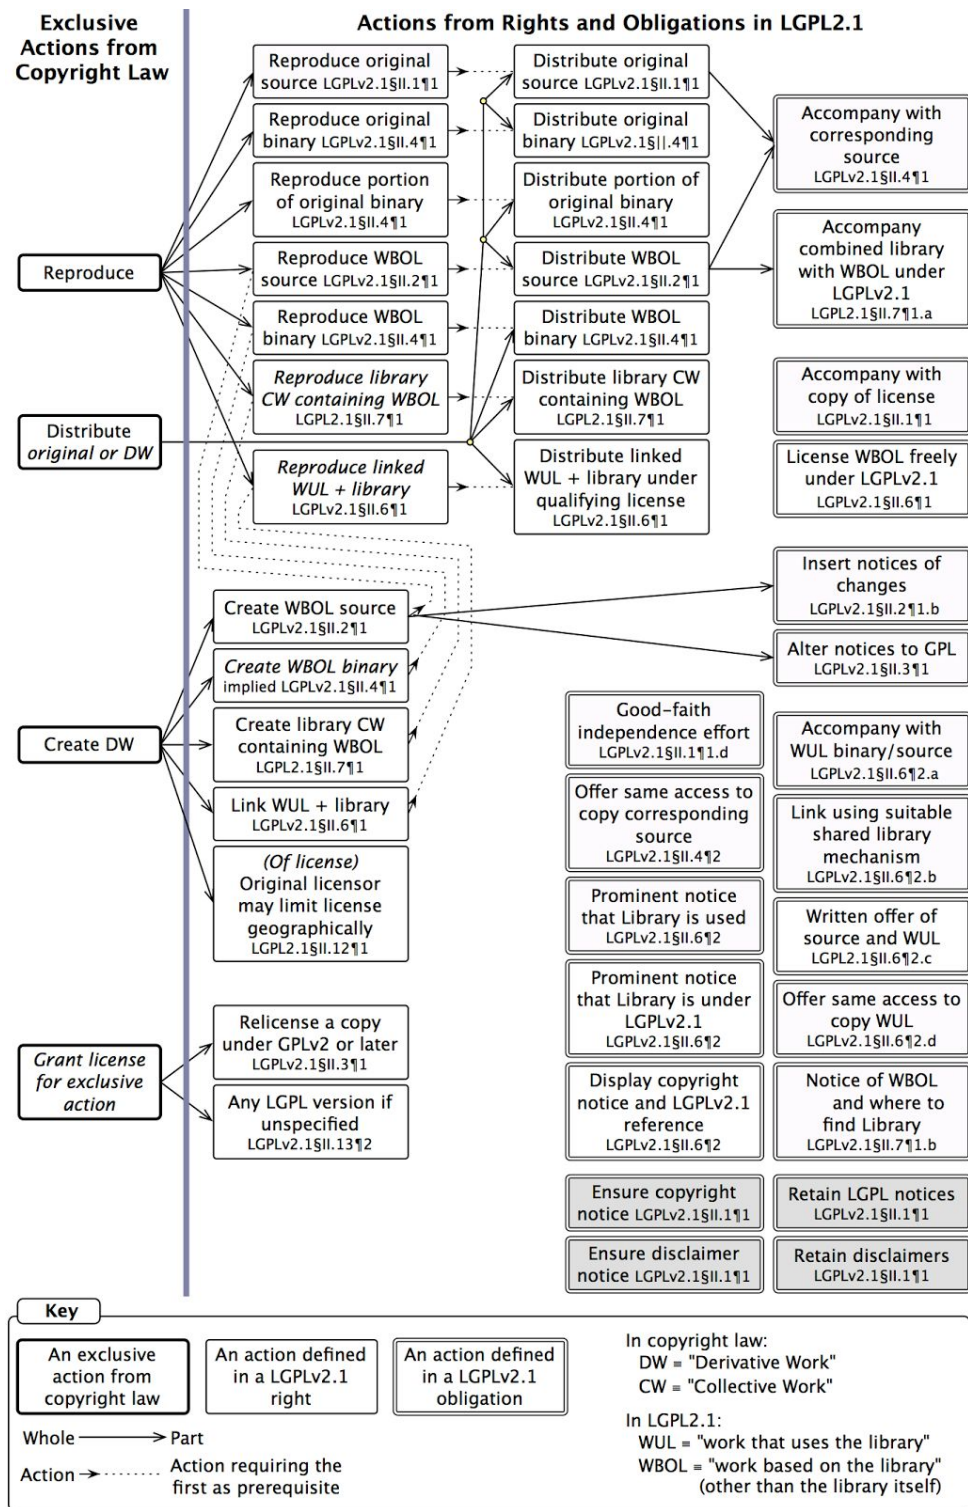 Exclusive
Actions from
Copyright Law
Actions from Rights and Obligations in LGPL2.1
Reproduce
Distribute
original or DW
Create DW
Grant license
for exclusive
action
Reproduce original
source LGPLv2.1§II.1¶1
Reproduce original
binary LGPLv2.1§II.4¶1
Reproduce portion
of original binary
LGPLv2.1§II.4¶1
Reproduce WBOL
source LGPLv2.1§II.2¶1
Reproduce WBOL
binary LGPLv2.1§II.4¶1
Reproduce library
CW containing WBOL
LGPL2.1§II.7¶1
Reproduce linked
WUL + library
LGPLv2.1§II.6¶1
Distribute original
source LGPLv2.1§II.1¶1
Distribute original
binary LGPLv2.1§||.4¶1
Distribute portion of
original binary
LGPLv2.1§II.4¶1
Distribute WBOL
source LGPLv2.1§II.2¶1
Distribute WBOL
binary LGPLv2.1§II.4¶1
Distribute library CW
containing WBOL
LGPL2.1§II.7¶1
Distribute linked
WUL + library under
qualifying license
LGPLv2.1§II.6¶1
Accompany with
corresponding
source
LGPLv2.1§II.4¶1
Accompany
combined library
with WBOL under
LGPLv2.1
LGPL2.1§II.7¶1.a
Accompany with
copy of license
LGPLv2.1§II.1¶1
License WBOL freely
under LGPLv2.1
LGPLv2.1§II.6¶1
Insert notices of
changes
LGPLv2.1§II.2¶1.b
Alter notices to GPL
LGPLv2.1§II.3¶1
Create WBOL source
LGPLv2.1§II.2¶1
Create WBOL binary
implied LGPLv2.1§II.4¶1
Create library CW
containing WBOL
LGPL2.1§II.7¶1
Link WUL + library
LGPLv2.1§II.6¶1
(Of license)
Original licensor
may limit license
geographically
LGPL2.1§II.12¶1
Relicense a copy
under GPLv2 or later
LGPLv2.1§II.3¶1
Any LGPL version if
unspecified
LGPLv2.1§II.13¶2
Good-faith
independence effort
LGPLv2.1§II.1¶1.d
Offer same access to
copy corresponding
source
LGPLv2.1§II.4¶2
Prominent notice
that Library is used
LGPLv2.1§II.6¶2
Prominent notice
that Library is under
LGPLv2.1
LGPLv2.1§II.6¶2
Display copyright
notice and LGPLv2.1
reference
LGPLv2.1§II.6¶2
Ensure copyright
notice LGPLv2.1§II.1¶1
Ensure disclaimer
notice LGPLv2.1§II.1¶1
Accompany with
WUL binary/source
LGPLv2.1§II.6¶2.a
Link using suitable
shared library
mechanism
LGPLv2.1§II.6¶2.b
Written offer of
source and WUL
LGPLv2.1§II.6¶2.c
Offer same access to
copy WUL
LGPLv2.1§II.6¶2.d
Notice of WBOL
and where to
find Library
LGPLv2.1§II.7¶1.b
Retain LGPL notices
LGPLv2.1§II.1¶1
Retain disclaimers
LGPLv2.1§II.1¶1
Key
An exclusive
action from
copyright law
An action defined
in a LGPLv2.1
right
An action defined
in a LGPLv2.1
obligation
Whole Part
Action Action requiring the
first as prerequisite
In copyright law:
DW = "Derivative Work"
CW = "Collective Work"
In LGPL2.1:
WUL = "work that uses the library"
WBOL = "work based on the library"
(other than the library itself)